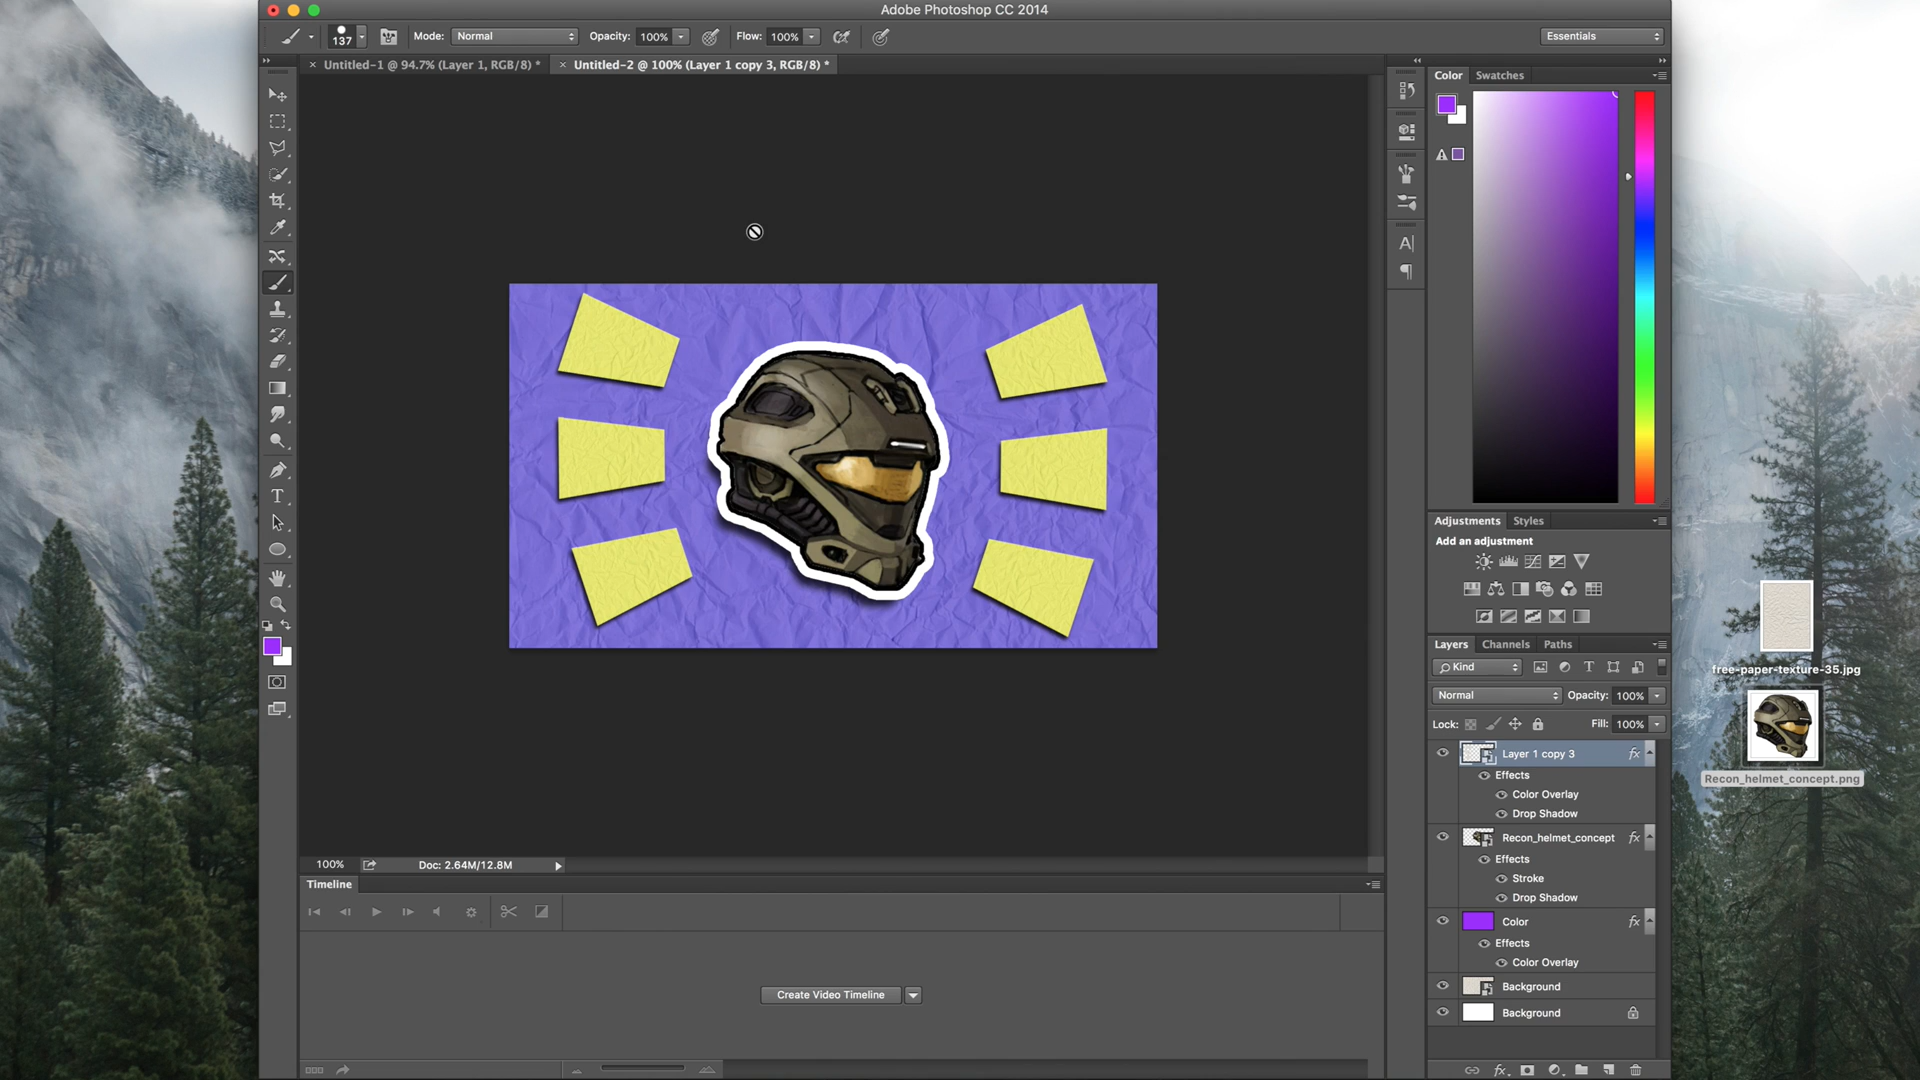 Adobe Photoshop CC 2014
137
Mode: Normal
Opacity: 100%
Flow: 100%
Essentials
Untitled-1 @ 94.7% (Layer 1, RGB/8) *
Untitled-2 @ 100% (Layer 1 copy 3, RGB/8) *
Color
Swatches
Adjustments
Styles
Add an adjustment
Layers
Channels
Paths
Kind
Normal
Opacity: 100%
Lock:
Fill: 100%
Layer 1 copy 3
fx
Effects
Color Overlay
Drop Shadow
Recon_helmet_concept
fx
Effects
Stroke
Drop Shadow
Color
fx
Effects
Color Overlay
Background
Background
fx
100%
Doc: 2.64M/12.8M
Timeline
Create Video Timeline
free-paper-texture-35.jpg
Recon_helmet_concept.png